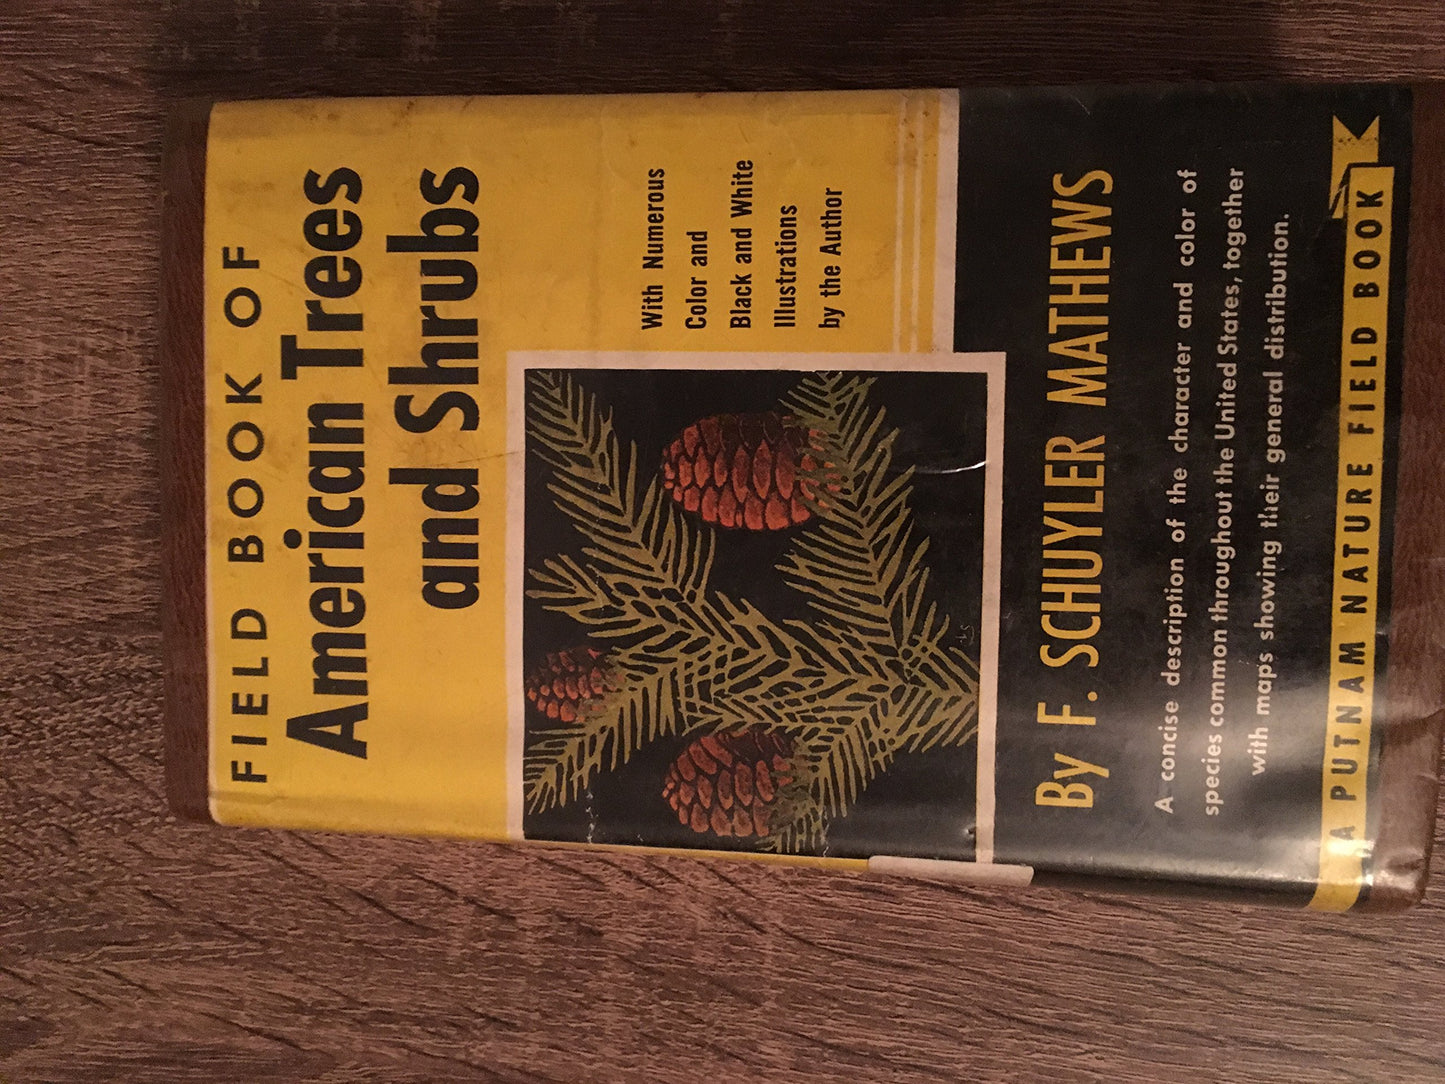 FIELD BOOK OF
American Trees
and Shrubs
With Numerous
Color and
Black and White
Illustrations
by the Author
By F. SCHUYLER MATHEWS
A concise description of the character and color of
species common throughout the United States, together
with maps showing their general distribution.
A PUTNAM NATURE FIELD BOOK